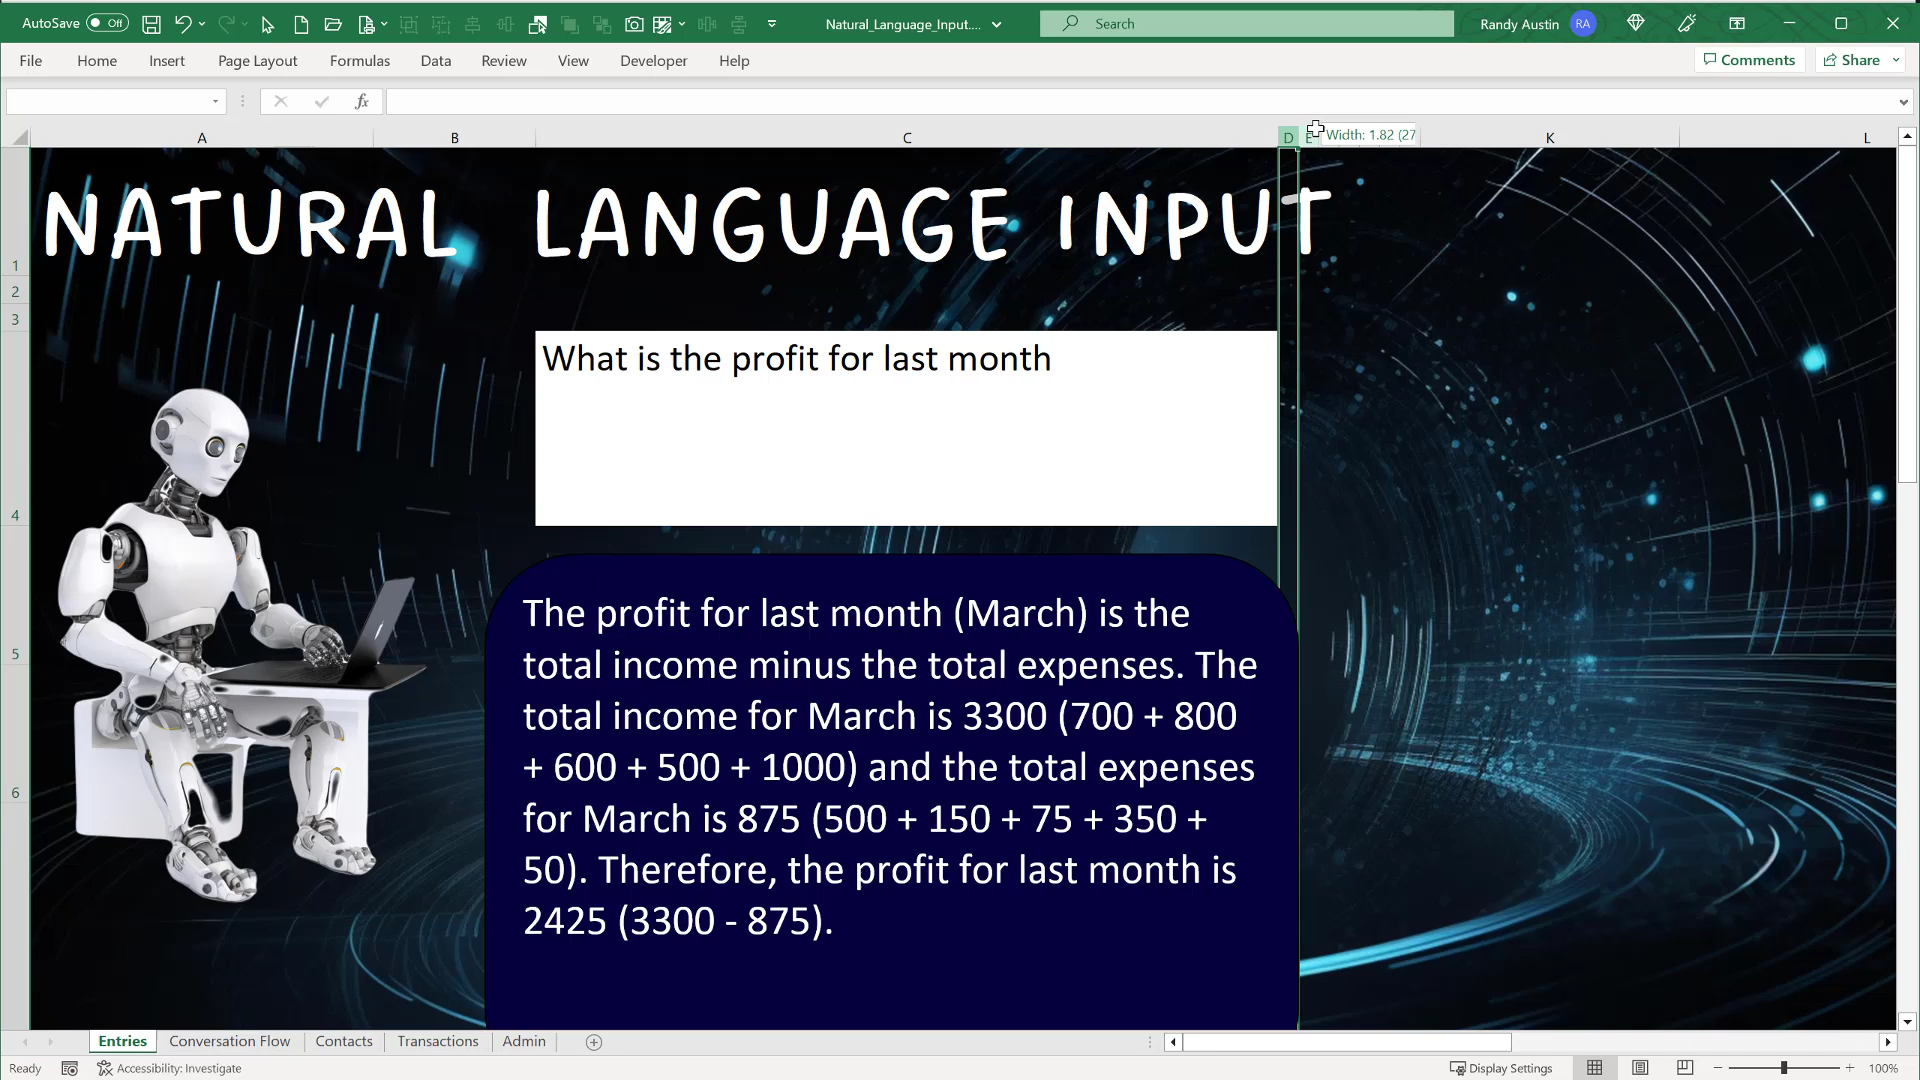 AutoSave Off Natural_Language_Input.... Search Randy Austin RA
File Home Insert Page Layout Formulas Data Review View Developer Help Comments Share
fx
A B C D E Width: 1.82 (27 K L
NATURAL LANGUAGE INPUT
1
2
3
What is the profit for last month
4
The profit for last month (March) is the
5
total income minus the total expenses. The
total income for March is 3300 (700 + 800
+ 600 + 500 + 1000) and the total expenses
6
for March is 875 (500 + 150 + 75 + 350 +
50). Therefore, the profit for last month is
2425 (3300 - 875).
Entries Conversation Flow Contacts Transactions Admin
Ready Accessibility: Investigate Display Settings 100%